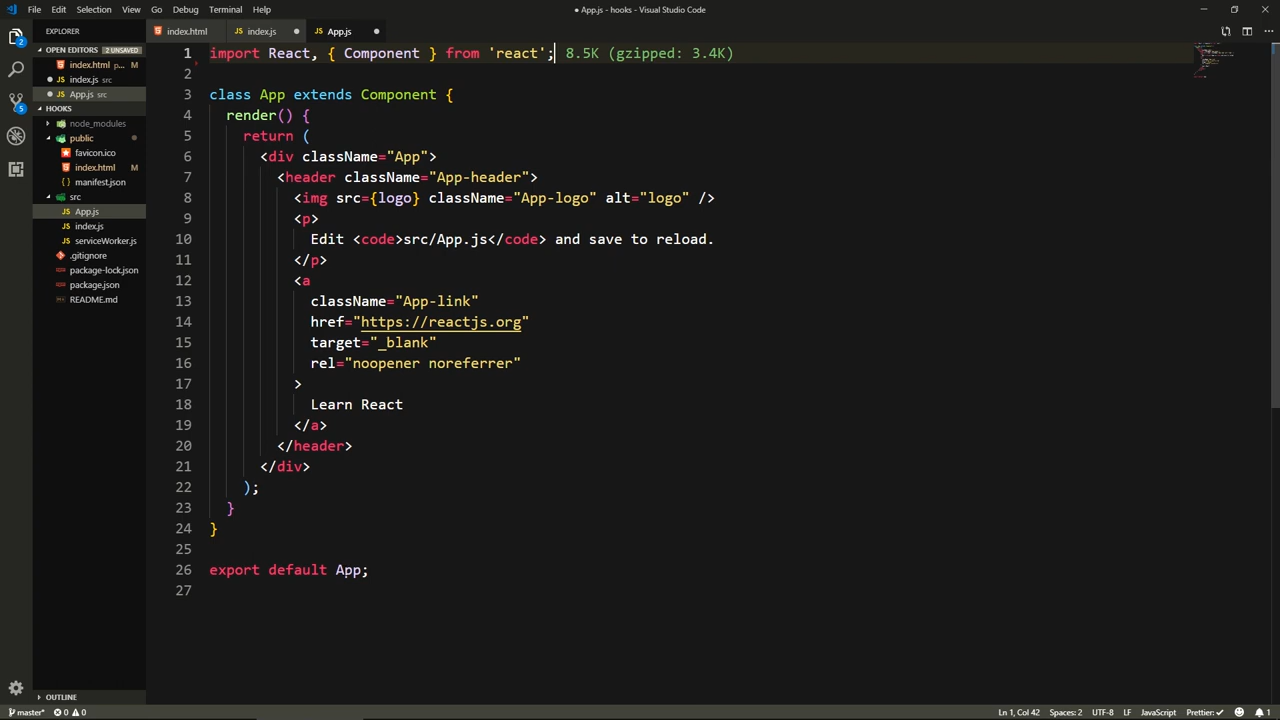 File Edit Selection View Go Debug Terminal Help
● App.js - hooks - Visual Studio Code
EXPLORER
OPEN EDITORS 2 UNSAVED
index.html p... M
index.js src
App.js src
HOOKS
node_modules
public
favicon.ico
index.html M
manifest.json
src
App.js
index.js
serviceWorker.js
.gitignore
package-lock.json
package.json
README.md
OUTLINE
2
5
index.html
index.js
App.js
1 import React, { Component } from 'react'; 8.5K (gzipped: 3.4K)
2
3 class App extends Component {
4 render() {
5 return (
6 <div className="App">
7 <header className="App-header">
8 <img src={logo} className="App-logo" alt="logo" />
9 <p>
10 Edit <code>src/App.js</code> and save to reload.
11 </p>
12 <a
13 className="App-link"
14 href="https://reactjs.org"
15 target="_blank"
16 rel="noopener noreferrer"
17 >
18 Learn React
19 </a>
20 </header>
21 </div>
22 );
23 }
24 }
25
26 export default App;
27
master* 0 0
Ln 1, Col 42 Spaces: 2 UTF-8 LF JavaScript Prettier: ✓ 1